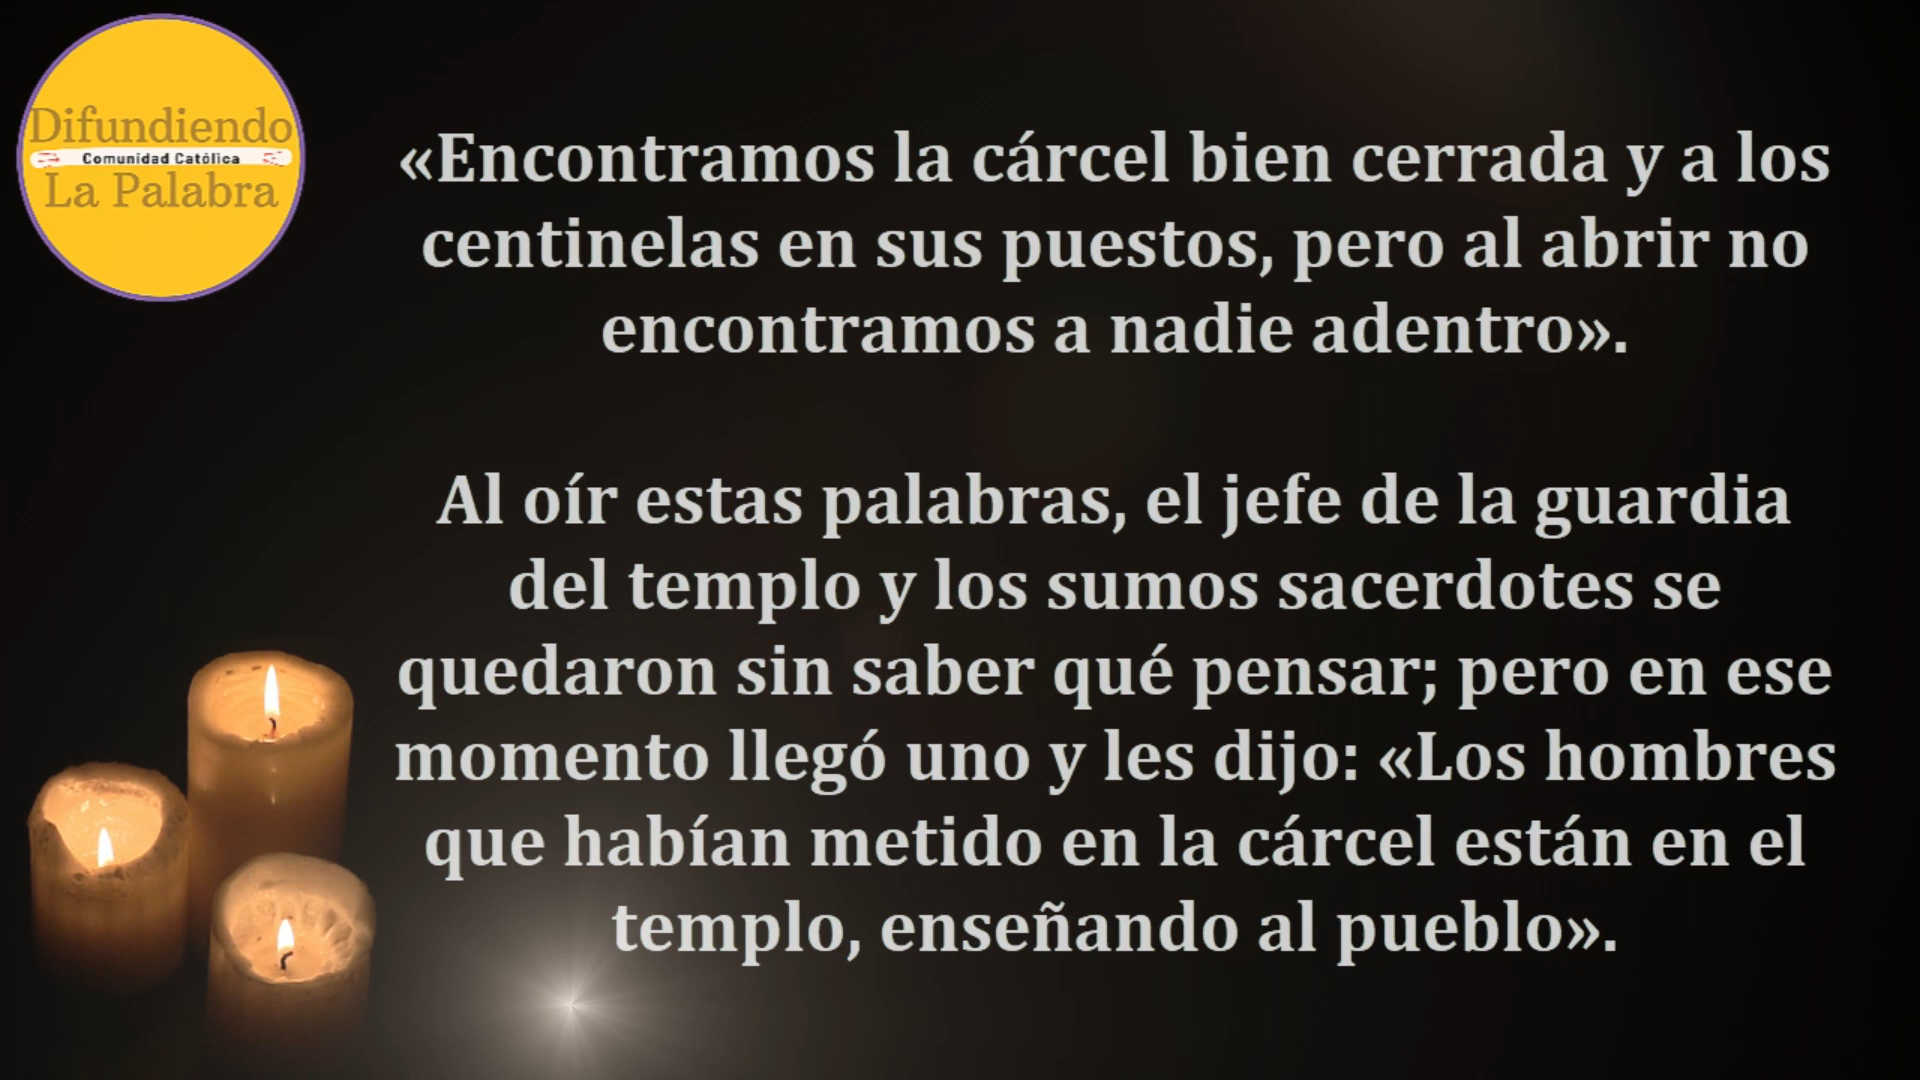 Difundiendo
Comunidad Católica
La Palabra
«Encontramos la cárcel bien cerrada y a los
centinelas en sus puestos, pero al abrir no
encontramos a nadie adentro».
Al oír estas palabras, el jefe de la guardia
del templo y los sumos sacerdotes se
quedaron sin saber qué pensar; pero en ese
momento llegó uno y les dijo: «Los hombres
que habían metido en la cárcel están en el
templo, enseñando al pueblo».